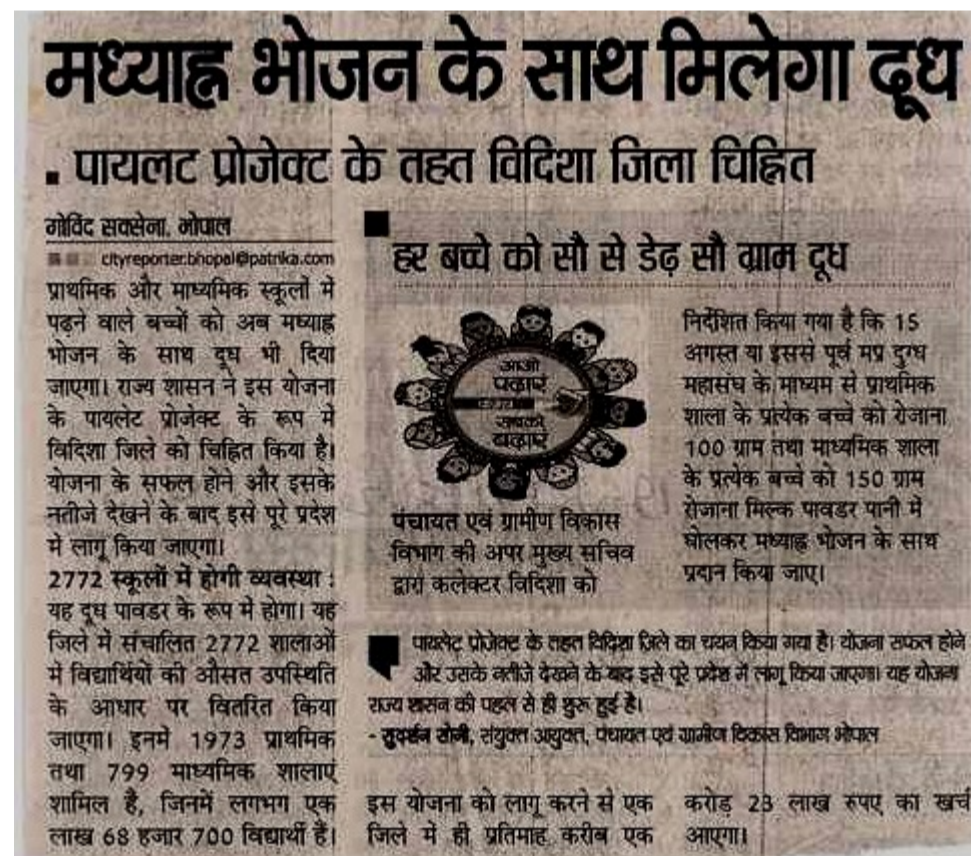 मध्याह्न भोजन के साथ मिलेगा दूध
. पायलट प्रोजेक्ट के तहत विदिशा जिला चिह्नित
गोविंद सक्सेना. भोपाल
cityreporter.bhopal@patrika.com
प्राथमिक और माध्यमिक स्कूलों में
पढ़ने वाले बच्चों को अब मध्याह्न
भोजन के साथ दूध भी दिया
जाएगा। राज्य शासन ने इस योजना
के पायलेट प्रोजेक्ट के रूप में
विदिशा जिले को चिह्नित किया है।
योजना के सफल होने और इसके
नतीजे देखने के बाद इसे पूरे प्रदेश
में लागू किया जाएगा।
2772 स्कूलों में होगी व्यवस्था :
यह दूध पावडर के रूप में होगा। यह
जिले में संचालित 2772 शालाओं
में विद्यार्थियों की औसत उपस्थिति
के आधार पर वितरित किया
जाएगा। इनमें 1973 प्राथमिक
तथा 799 माध्यमिक शालाएं
शामिल है, जिनमें लगभग एक
लाख 68 हजार 700 विद्यार्थी हैं।
हर बच्चे को सौ से डेढ़ सौ ग्राम दूध
आओ
पढ़ाएं
सबको
बढ़ाएं
पंचायत एवं ग्रामीण विकास
विभाग की अपर मुख्य सचिव
द्वारा कलेक्टर विदिशा को
निर्देशित किया गया है कि 15
अगस्त या इससे पूर्व मप्र दुग्ध
महासंघ के माध्यम से प्राथमिक
शाला के प्रत्येक बच्चे को रोजाना
100 ग्राम तथा माध्यमिक शाला
के प्रत्येक बच्चे को 150 ग्राम
रोजाना मिल्क पावडर पानी में
घोलकर मध्याह्न भोजन के साथ
प्रदान किया जाए।
पायलेट प्रोजेक्ट के तहत विदिशा जिले का चयन किया गया है। योजना सफल होने
और उसके नतीजे देखने के बाद इसे पूरे प्रदेश में लागू किया जाएगा। यह योजना
राज्य शासन की पहल से ही शुरू हुई है।
- सुदर्शन सोनी, संयुक्त आयुक्त, पंचायत एवं ग्रामीण विकास विभाग भोपाल
इस योजना को लागू करने से एक
जिले में ही प्रतिमाह करीब एक
करोड़ 23 लाख रुपए का खर्च
आएगा।